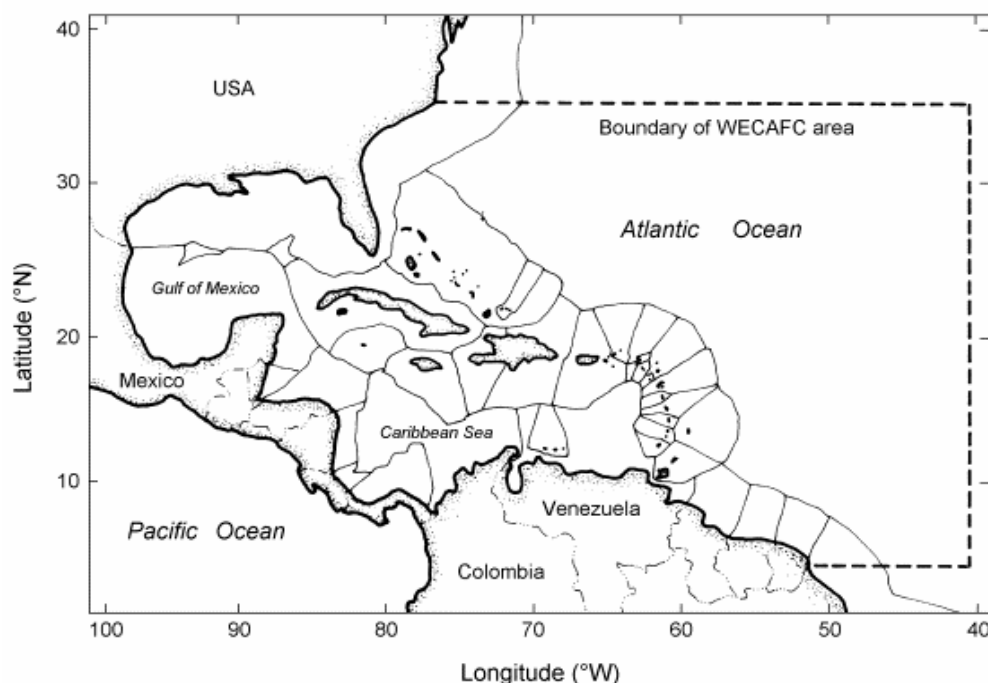 40
USA
Boundary of WECAFC area
30
Atlantic Ocean
Latitude (°N)
Gulf of Mexico
20
Mexico
Caribbean Sea
10
Venezuela
Pacific Ocean
Colombia
100 90 80 70 60 50 40
Longitude (°W)